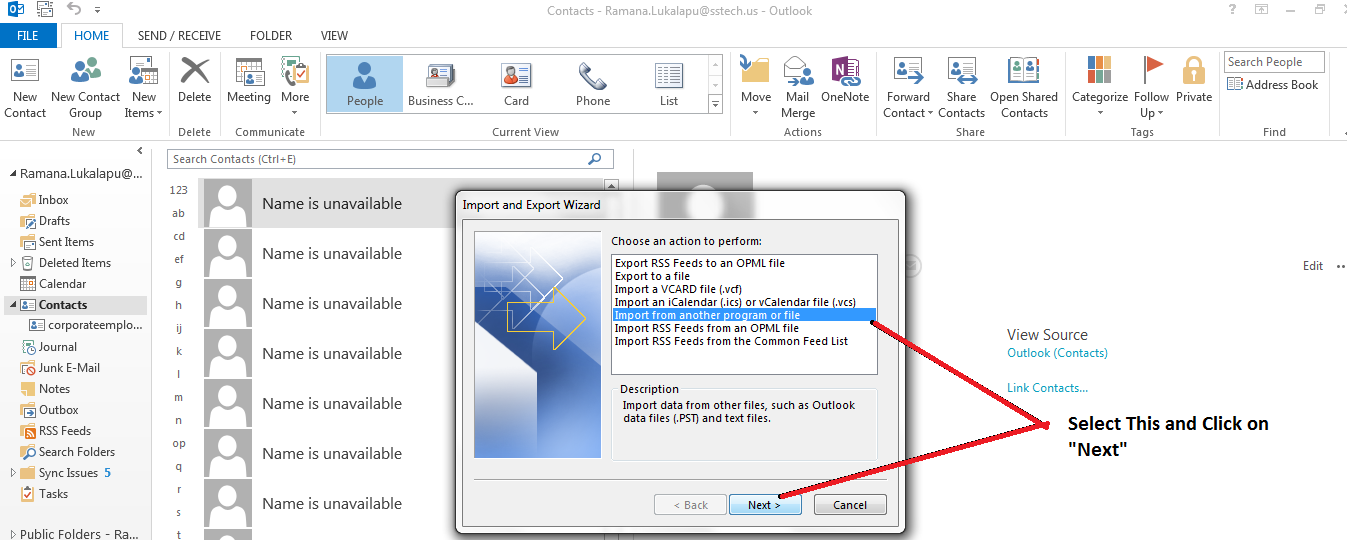 Contacts - Ramana.Lukalapu@sstech.us - Outlook
FILE HOME SEND / RECEIVE FOLDER VIEW
New Contact
New Contact Group
New Items
New
Delete
Delete
Meeting
More
Communicate
People
Business C...
Card
Phone
List
Current View
Move
Mail Merge
OneNote
Actions
Forward Contact
Share Contacts
Open Shared Contacts
Share
Categorize
Follow Up
Private
Tags
Search People
Address Book
Find
Ramana.Lukalapu@...
Inbox
Drafts
Sent Items
Deleted Items
Calendar
Contacts
corporateemplo...
Journal
Junk E-Mail
Notes
Outbox
RSS Feeds
Search Folders
Sync Issues 5
Tasks
Public Folders - Ra...
Search Contacts (Ctrl+E)
123
ab
cd
ef
g
h
ij
k
l
m
n
op
q
r
s
t
Name is unavailable
Name is unavailable
Name is unavailable
Name is unavailable
Name is unavailable
Name is unavailable
Name is unavailable
Import and Export Wizard
Choose an action to perform:
Export RSS Feeds to an OPML file
Export to a file
Import a VCARD file (.vcf)
Import an iCalendar (.ics) or vCalendar file (.vcs)
Import from another program or file
Import RSS Feeds from an OPML file
Import RSS Feeds from the Common Feed List
Description
Import data from other files, such as Outlook
data files (.PST) and text files.
< Back
Next >
Cancel
Edit
View Source
Outlook (Contacts)
Link Contacts...
Select This and Click on
"Next"